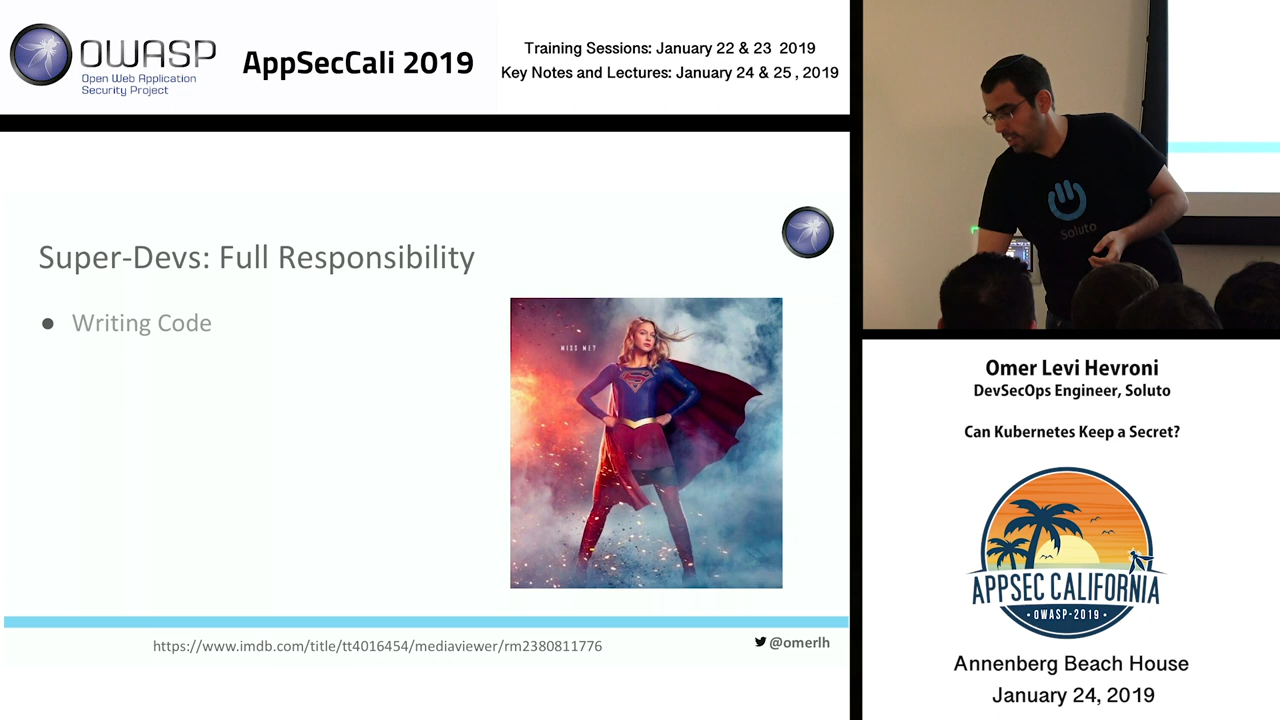 OWASP
Open Web Application
Security Project
AppSecCali 2019
Training Sessions: January 22 & 23 2019
Key Notes and Lectures: January 24 & 25 , 2019
Super-Devs: Full Responsibility
● Writing Code
MISS ME?
https://www.imdb.com/title/tt4016454/mediaviewer/rm2380811776
@omerlh
Soluto
Omer Levi Hevroni
DevSecOps Engineer, Soluto
Can Kubernetes Keep a Secret?
APPSEC CALIFORNIA
• OWASP-2019 •
Annenberg Beach House
January 24, 2019